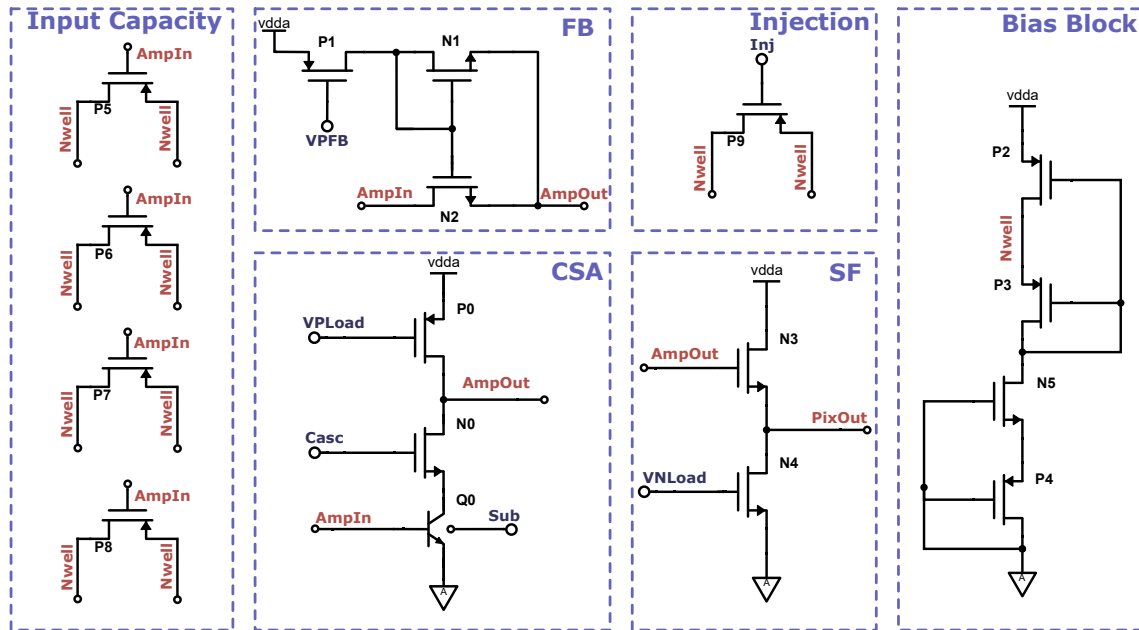 Input Capacity
AmpIn
P5
Nwell
Nwell
AmpIn
P6
Nwell
Nwell
AmpIn
P7
Nwell
Nwell
AmpIn
P8
Nwell
Nwell
FB
vdda
P1
N1
VPFB
AmpIn
AmpOut
N2
CSA
vdda
P0
VPLoad
AmpOut
N0
Casc
Q0
AmpIn
Sub
A
Injection
Inj
P9
Nwell
Nwell
SF
vdda
N3
AmpOut
PixOut
N4
VNLoad
A
Bias Block
vdda
P2
Nwell
P3
N5
P4
A